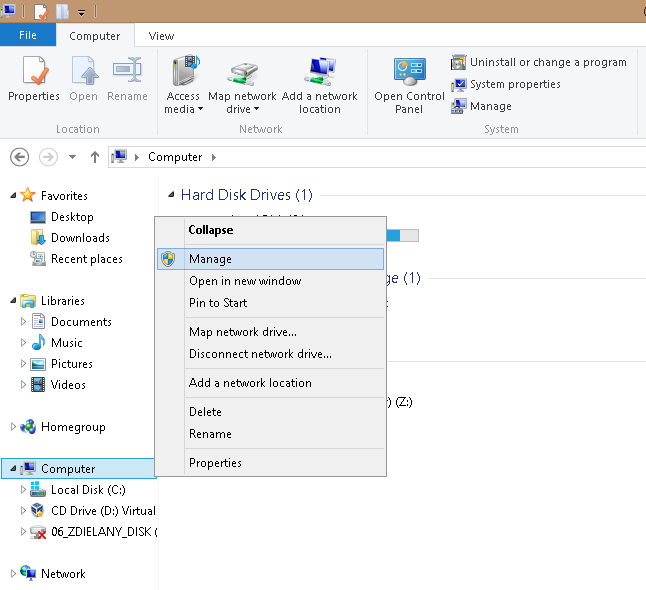 File Computer View
Properties Open Rename
Access media Map network drive Add a network location
Open Control Panel
Uninstall or change a program
System properties
Manage
Location Network System
Computer
Favorites
Desktop
Downloads
Recent places
Libraries
Documents
Music
Pictures
Videos
Homegroup
Computer
Local Disk (C:)
CD Drive (D:) Virtual
06_ZDIELANY_DISK (
Network
Hard Disk Drives (1)
ge (1)
) (Z:)
Collapse
Manage
Open in new window
Pin to Start
Map network drive...
Disconnect network drive...
Add a network location
Delete
Rename
Properties